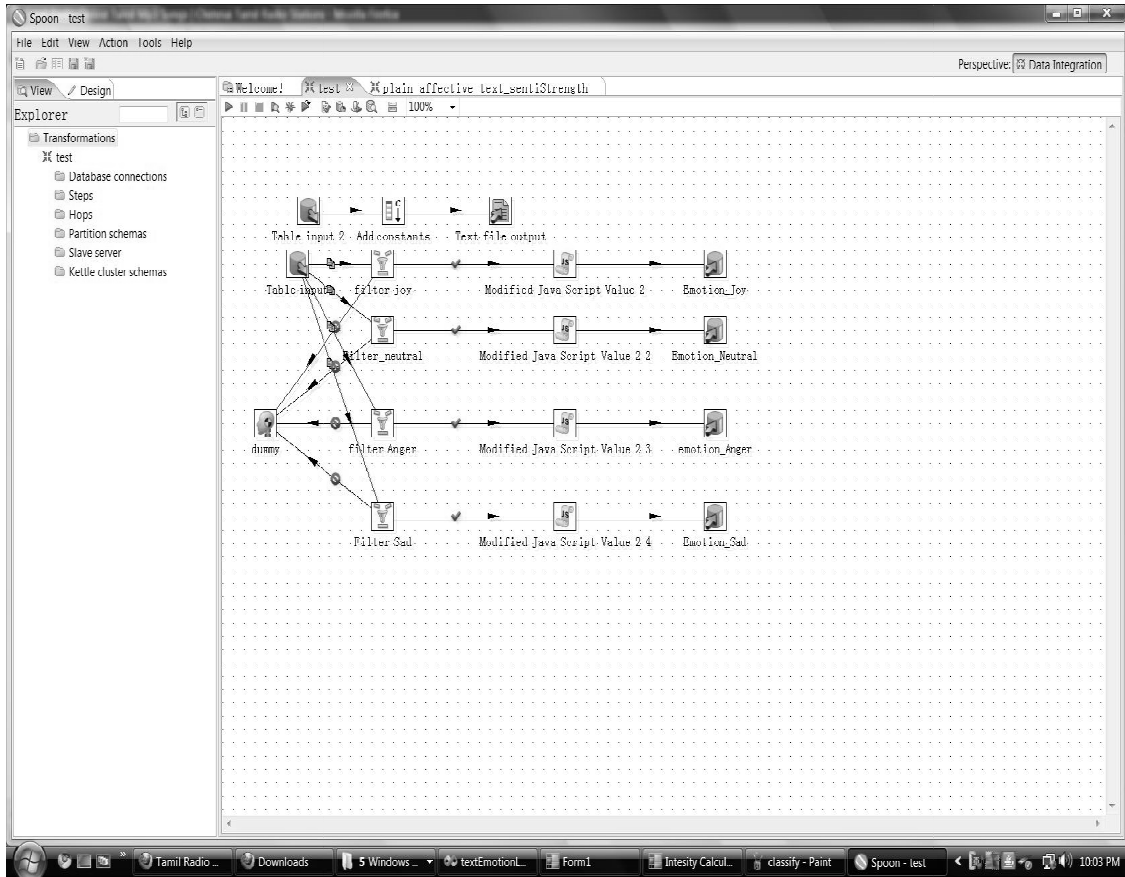 Spoon test
File Edit View Action Tools Help
Perspective: Data Integration
View Design
Welcome! test plain affective text_sentiStrength
Explorer
100%
Transformations
test
Database connections
Steps
Hops
Partition schemas
Slave server
Kettle cluster schemas
Table input 2 Add constants Text file output
Table input filter joy Modified Java Script Value 2 Emotion_Joy
Filter_neutral Modified Java Script Value 2 2 Emotion_Neutral
dummy filter Anger Modified Java Script Value 2 3 emotion_Anger
Filter Sad Modified Java Script Value 2 4 Emotion_Sad
Tamil Radio ... Downloads 5 Windows ... textEmotionL... Form1 Intesity Calcul... classify - Paint Spoon - test 10:03 PM